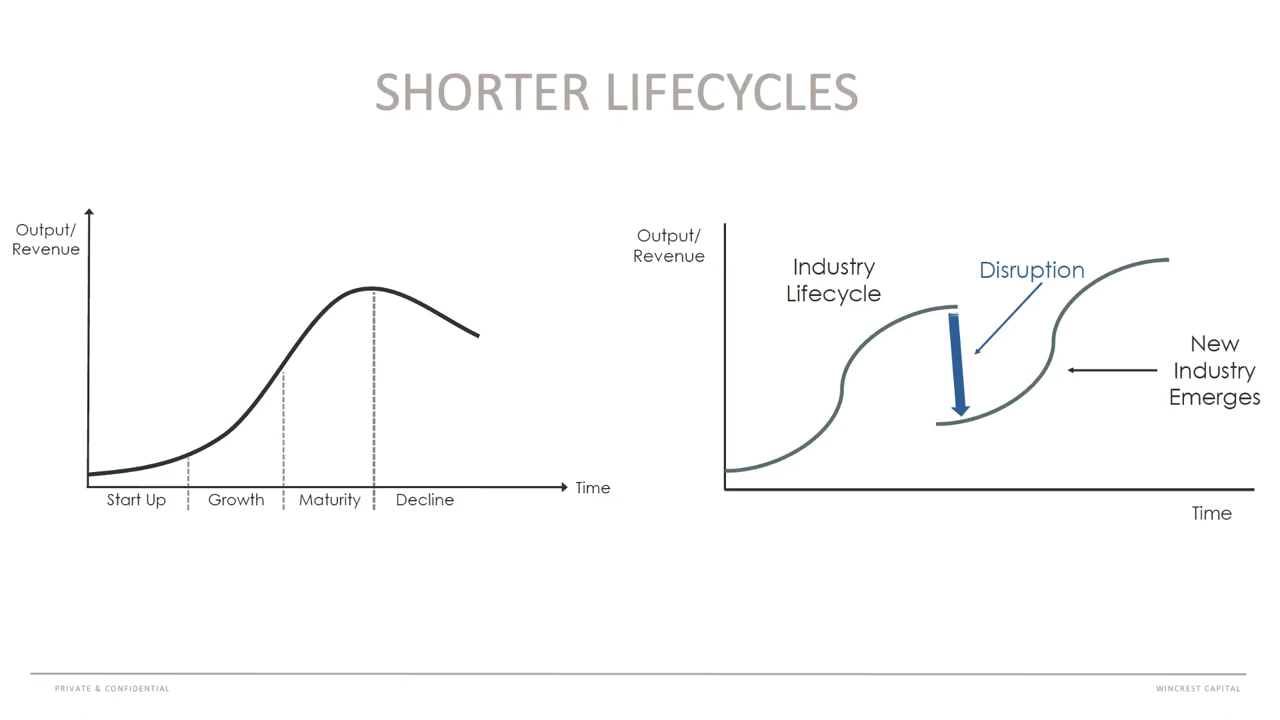 SHORTER LIFECYCLES
Output/
Revenue
Start Up
Growth
Maturity
Decline
Time
Output/
Revenue
Industry
Lifecycle
Disruption
New
Industry
Emerges
Time
PRIVATE & CONFIDENTIAL
WINCREST CAPITAL